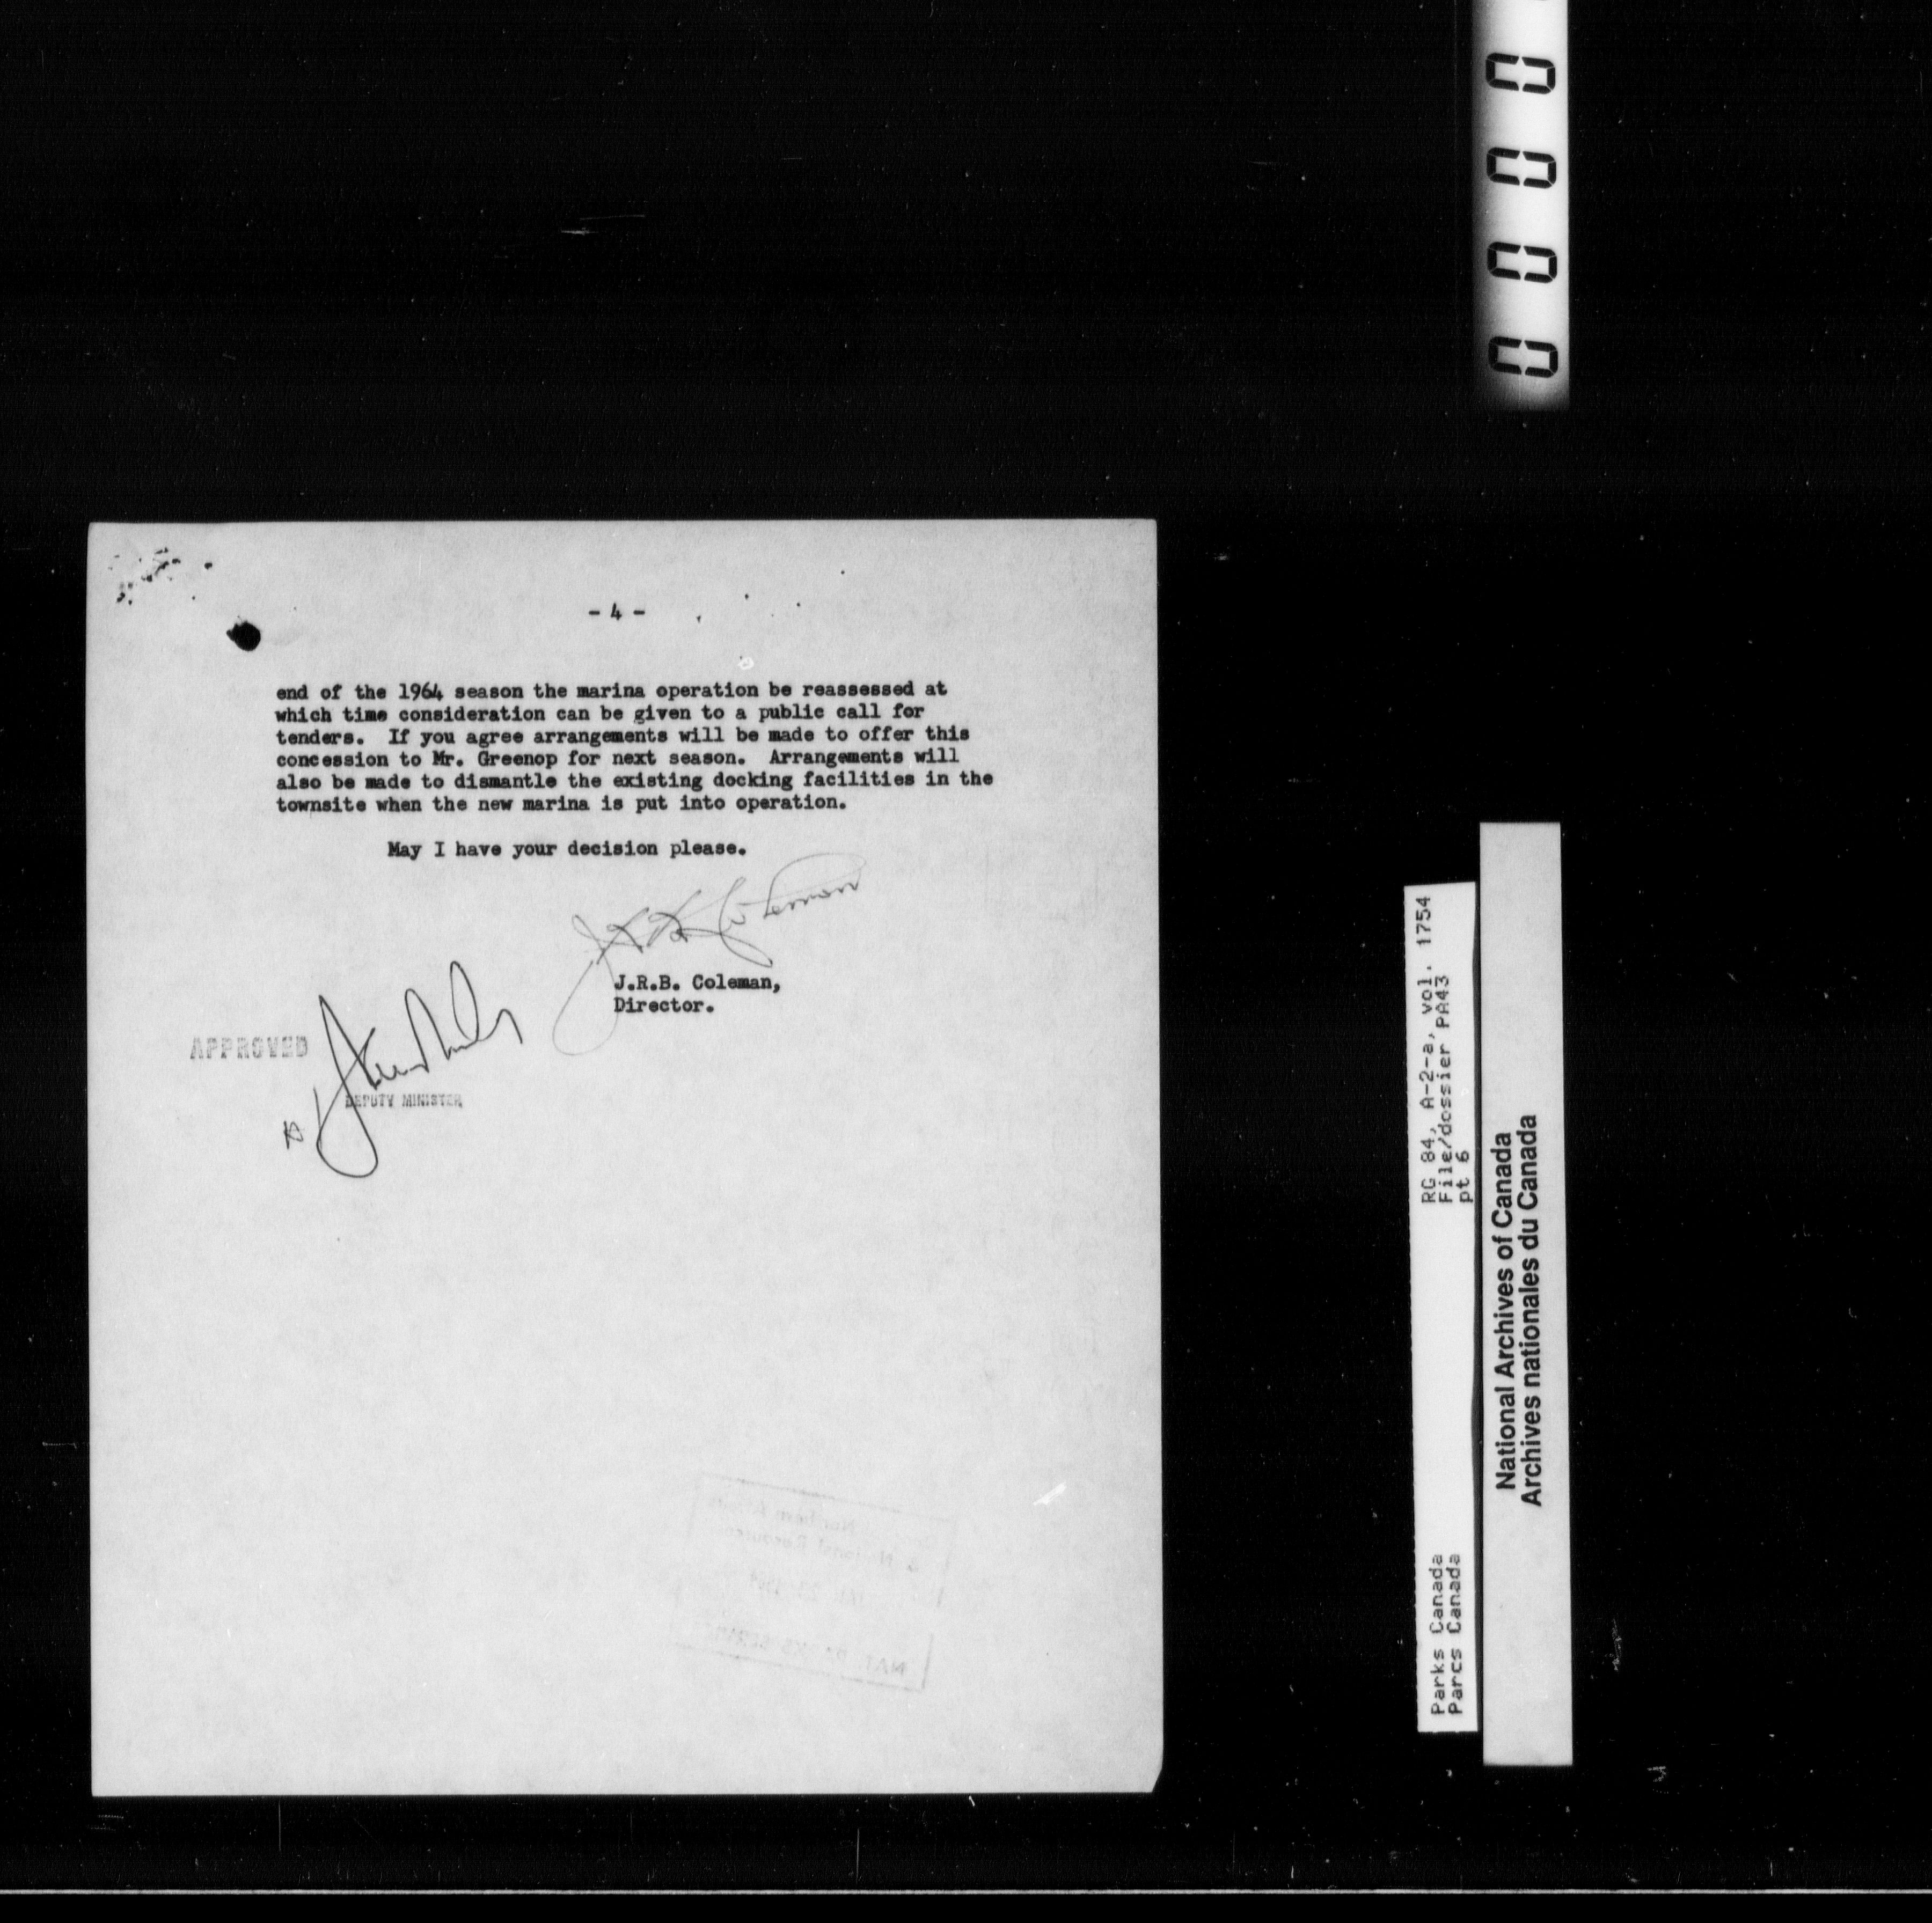 - 4 -
end of the 1964 season the marina operation be reassessed at
which time consideration can be given to a public call for
tenders. If you agree arrangements will be made to offer this
concession to Mr. Greenop for next season. Arrangements will
also be made to dismantle the existing docking facilities in the
townsite when the new marina is put into operation.
May I have your decision please.
J.R.B. Coleman
J.R.B. Coleman,
Director.
APPROVED
DEPUTY MINISTER
0000
RG 84, A-2-a, vol. 1754
File/dossier PA43
pt 6
Parks Canada
Parcs Canada
National Archives of Canada
Archives nationales du Canada